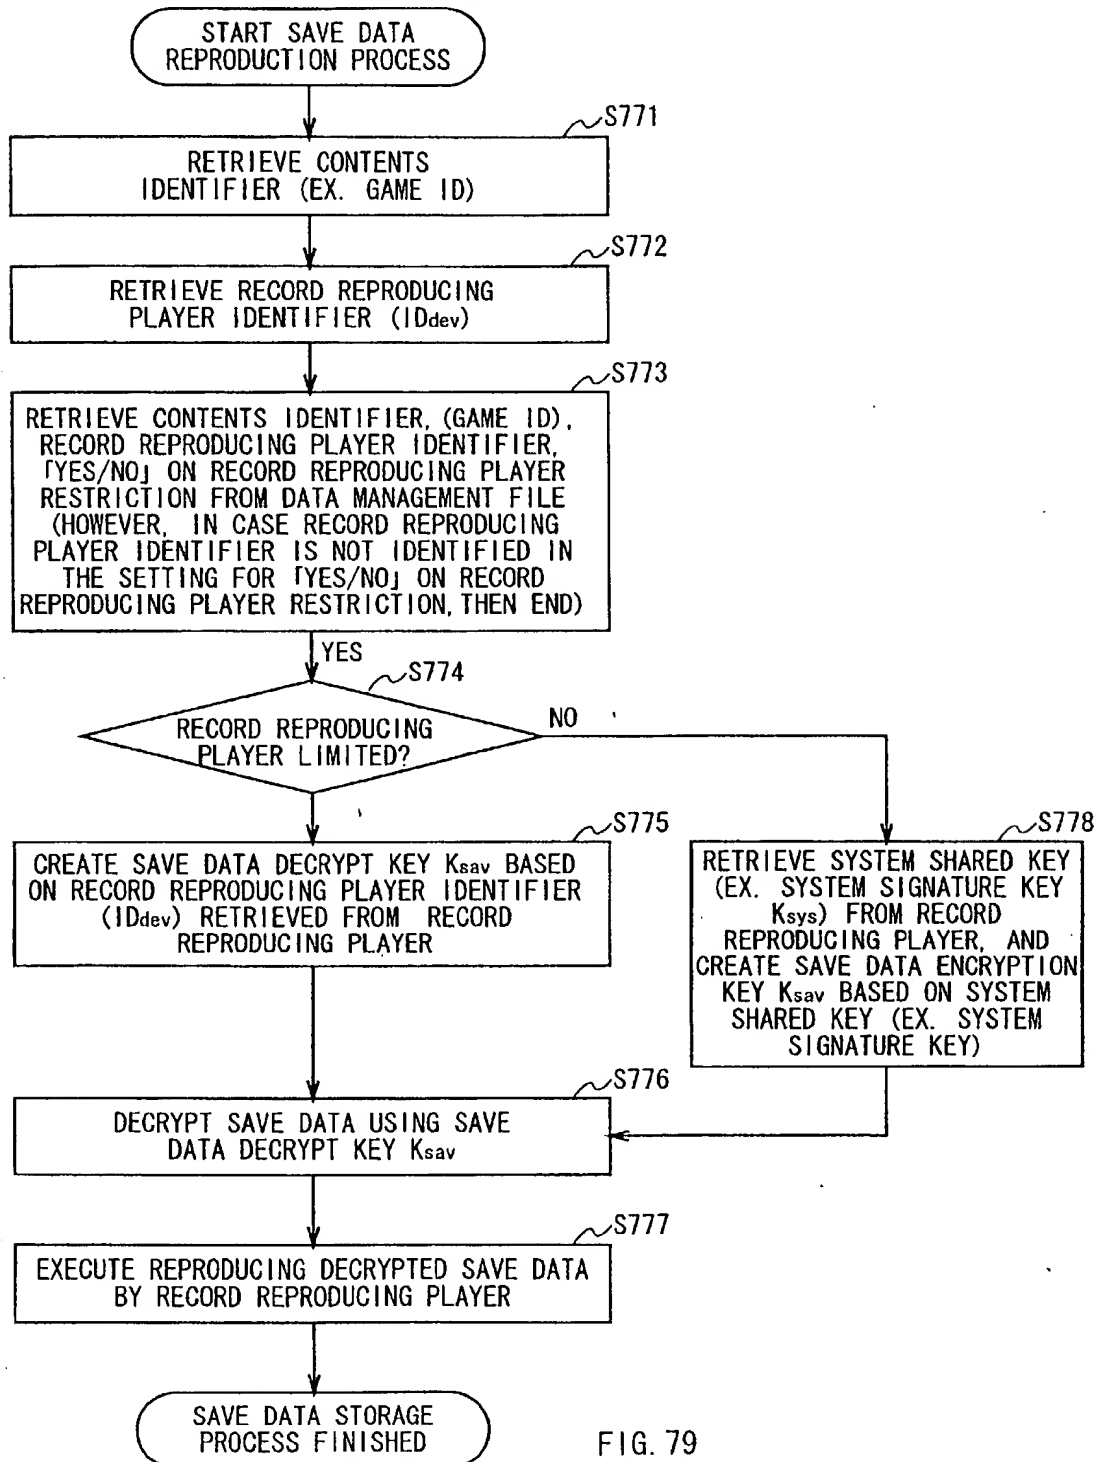 START SAVE DATA
REPRODUCTION PROCESS
S771
RETRIEVE CONTENTS
IDENTIFIER (EX. GAME ID)
S772
RETRIEVE RECORD REPRODUCING
PLAYER IDENTIFIER (IDdev)
S773
RETRIEVE CONTENTS IDENTIFIER, (GAME ID),
RECORD REPRODUCING PLAYER IDENTIFIER,
「YES/NO」 ON RECORD REPRODUCING PLAYER
RESTRICTION FROM DATA MANAGEMENT FILE
(HOWEVER, IN CASE RECORD REPRODUCING
PLAYER IDENTIFIER IS NOT IDENTIFIED IN
THE SETTING FOR 「YES/NO」 ON RECORD
REPRODUCING PLAYER RESTRICTION, THEN END)
YES
S774
RECORD REPRODUCING
PLAYER LIMITED?
NO
S775
CREATE SAVE DATA DECRYPT KEY Ksav BASED
ON RECORD REPRODUCING PLAYER IDENTIFIER
(IDdev) RETRIEVED FROM RECORD
REPRODUCING PLAYER
S778
RETRIEVE SYSTEM SHARED KEY
(EX. SYSTEM SIGNATURE KEY
Ksys) FROM RECORD
REPRODUCING PLAYER, AND
CREATE SAVE DATA ENCRYPTION
KEY Ksav BASED ON SYSTEM
SHARED KEY (EX. SYSTEM
SIGNATURE KEY)
S776
DECRYPT SAVE DATA USING SAVE
DATA DECRYPT KEY Ksav
S777
EXECUTE REPRODUCING DECRYPTED SAVE DATA
BY RECORD REPRODUCING PLAYER
SAVE DATA STORAGE
PROCESS FINISHED
FIG. 79